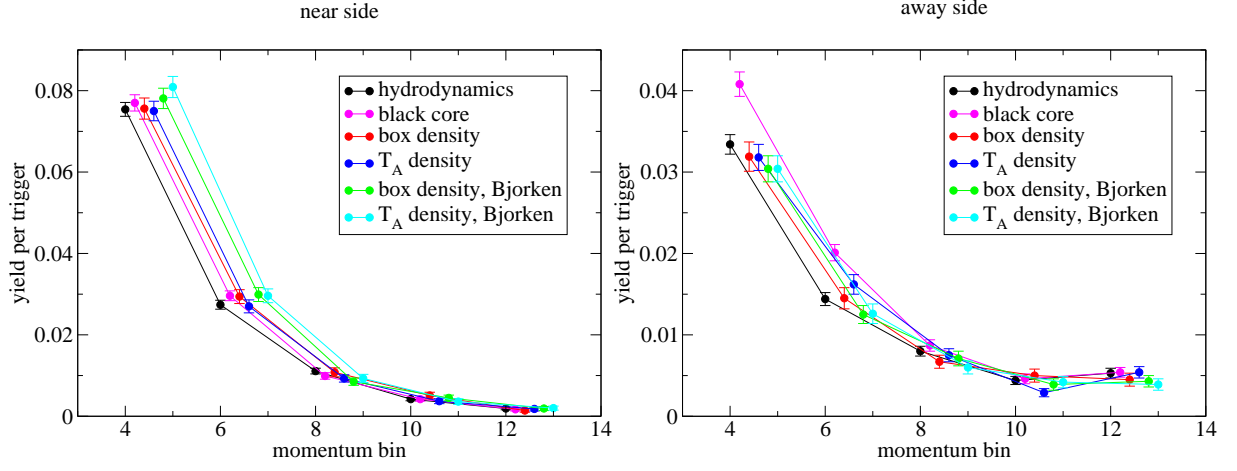 near side
0.08
0.06
0.04
0.02
0
yield per trigger
hydrodynamics
black core
box density
T_A density
box density, Bjorken
T_A density, Bjorken
4 6 8 10 12 14
momentum bin
away side
0.04
0.03
0.02
0.01
0
yield per trigger
hydrodynamics
black core
box density
T_A density
box density, Bjorken
T_A density, Bjorken
4 6 8 10 12 14
momentum bin